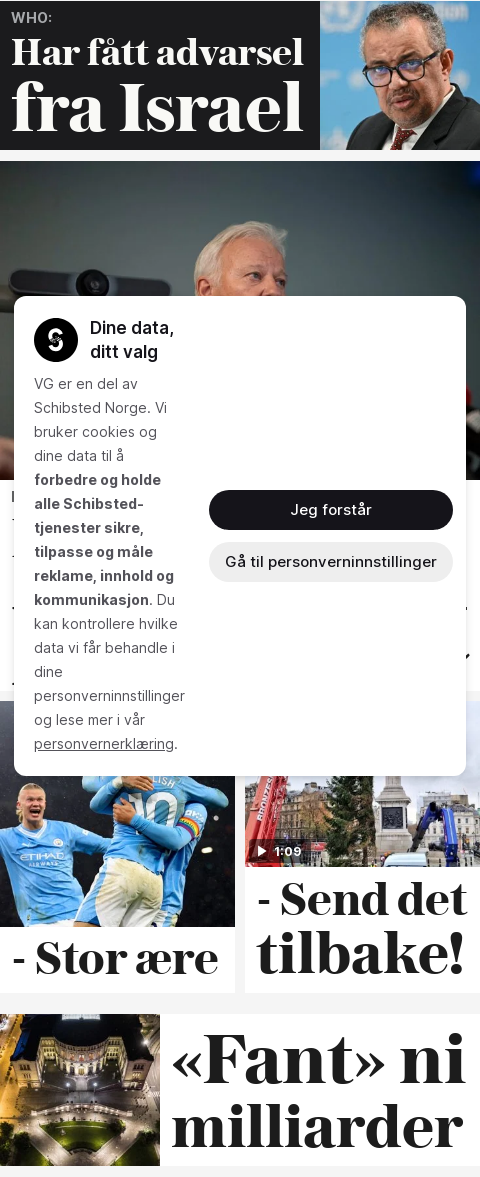 WHO:
Har fått advarsel
fra Israel
Dine data,
ditt valg
VG er en del av
Schibsted Norge. Vi
bruker cookies og
dine data til å
forbedre og holde
alle Schibsted-
tjenester sikre,
tilpasse og måle
reklame, innhold og
kommunikasjon. Du
kan kontrollere hvilke
data vi får behandle i
dine
personverninnstillinger
og lese mer i vår
personvernerklæring.
Jeg forstår
Gå til personverninnstillinger
10
ETIHAD
AIRWAYS
1:09
- Stor ære
- Send det
tilbake!
«Fant» ni
milliarder